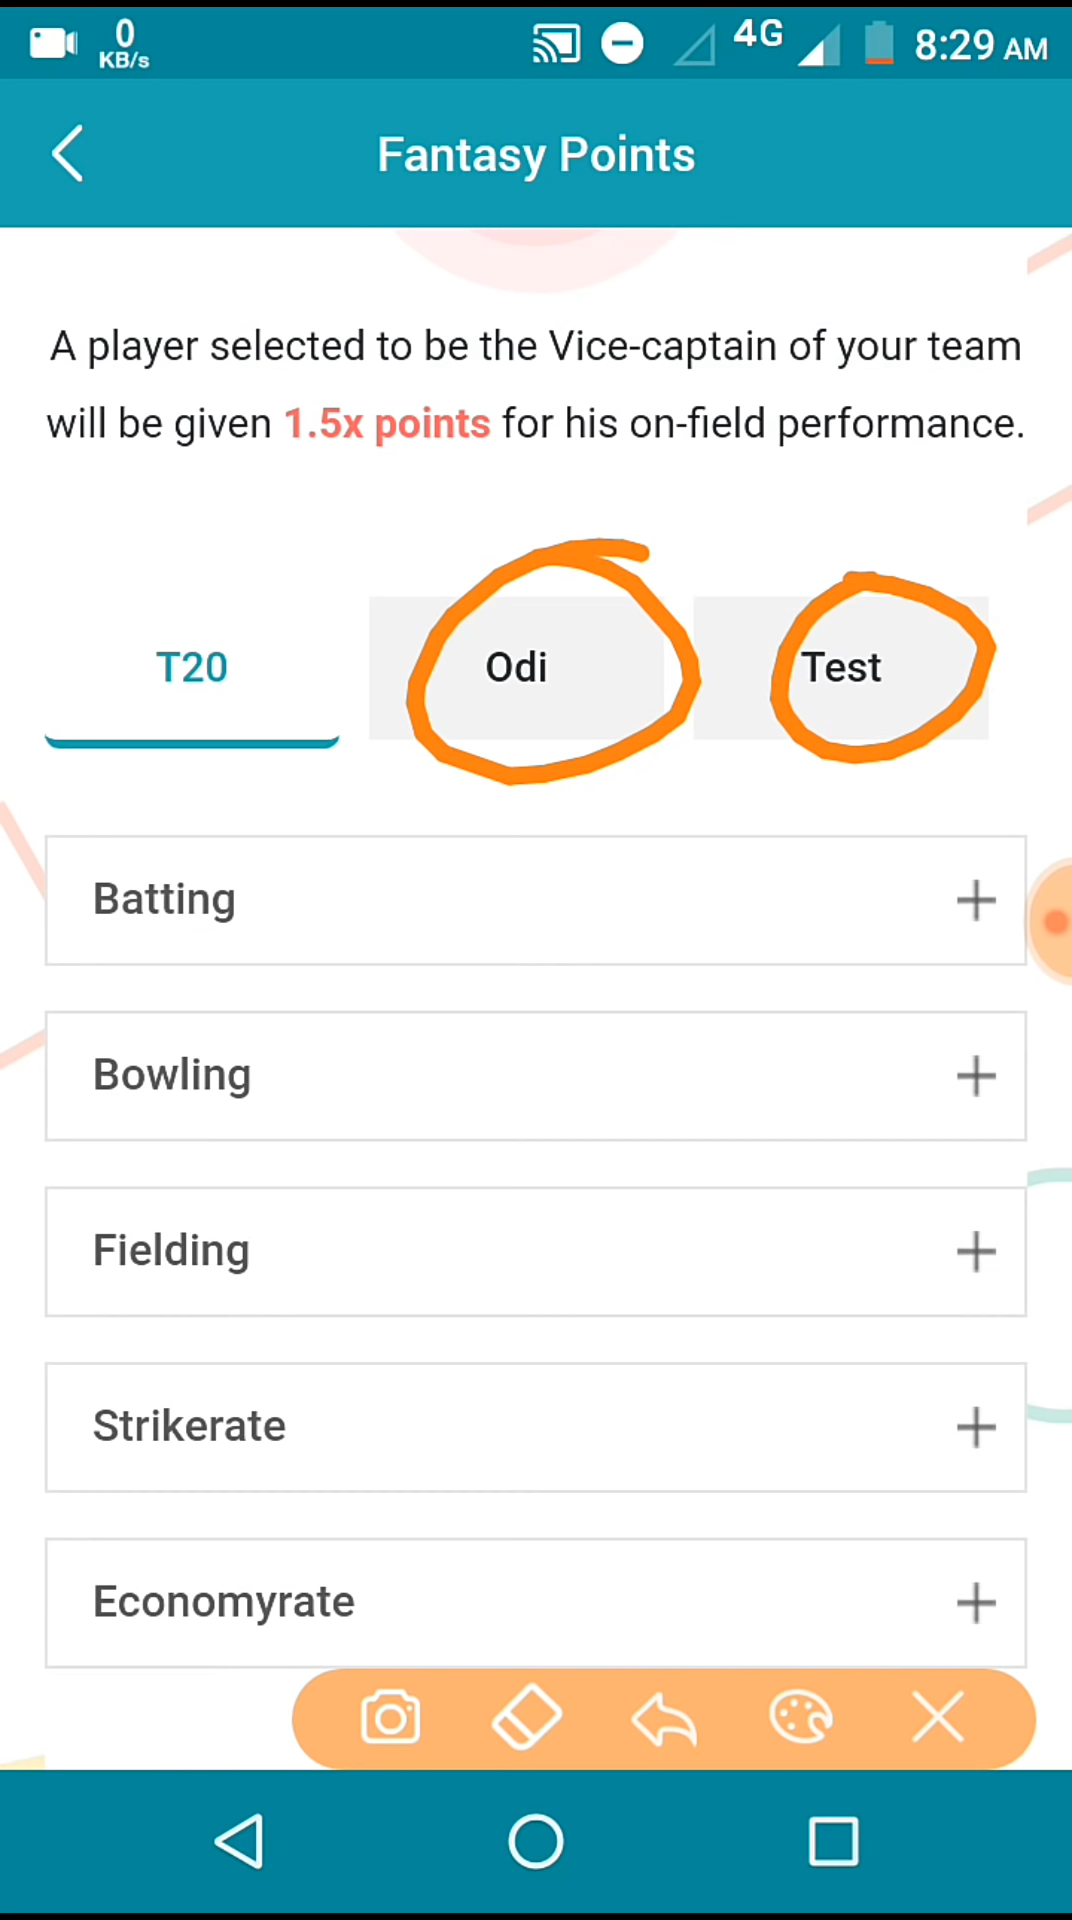 0
KB/s
4G
8:29 AM
Fantasy Points
A player selected to be the Vice-captain of your team
will be given 1.5x points for his on-field performance.
T20 Odi Test
Batting
Bowling
Fielding
Strikerate
Economyrate